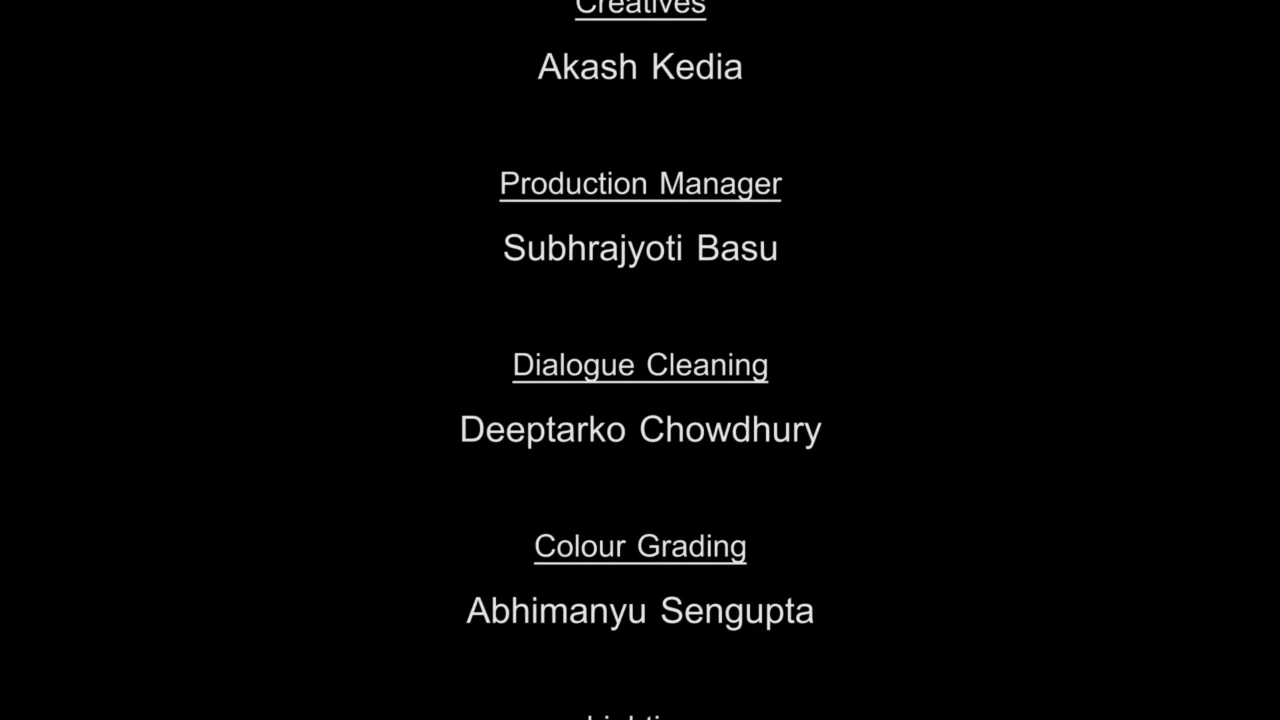 Creatives
Akash Kedia
Production Manager
Subhrajyoti Basu
Dialogue Cleaning
Deeptarko Chowdhury
Colour Grading
Abhimanyu Sengupta